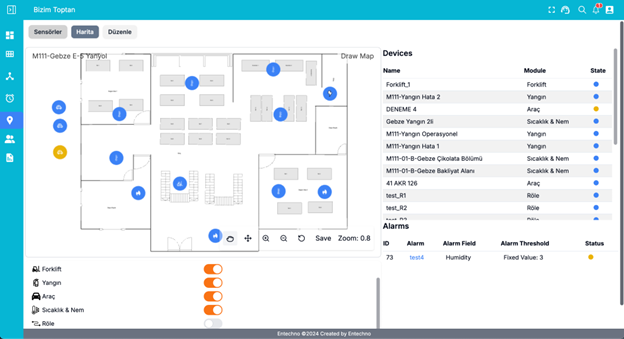 Bizim Toptan
Sensörler Harita Düzenle
M111-Gebze E-5 Yanyol
Draw Map
Save Zoom: 0.8
Forklift
Yangın
Araç
Sıcaklık & Nem
Röle
Devices
Name Module State
Forklift_1 Forklift
M111-Yangın Hata 2 Yangın
DENEME 4 Araç
Gebze Yangın 2li Sıcaklık & Nem
M111-Yangın Operasyonel Yangın
M111-Yangın Hata 1 Yangın
M111-01-B-Gebze Çikolata Bölümü Sıcaklık & Nem
M111-01-B-Gebze Bakliyat Alanı Sıcaklık & Nem
41 AKR 126 Araç
test_R1 Röle
test_R2 Röle
Alarms
ID Alarm Alarm Field Alarm Threshold Status
73 test4 Humidity Fixed Value: 3
Entechno ©2024 Created by Entechno